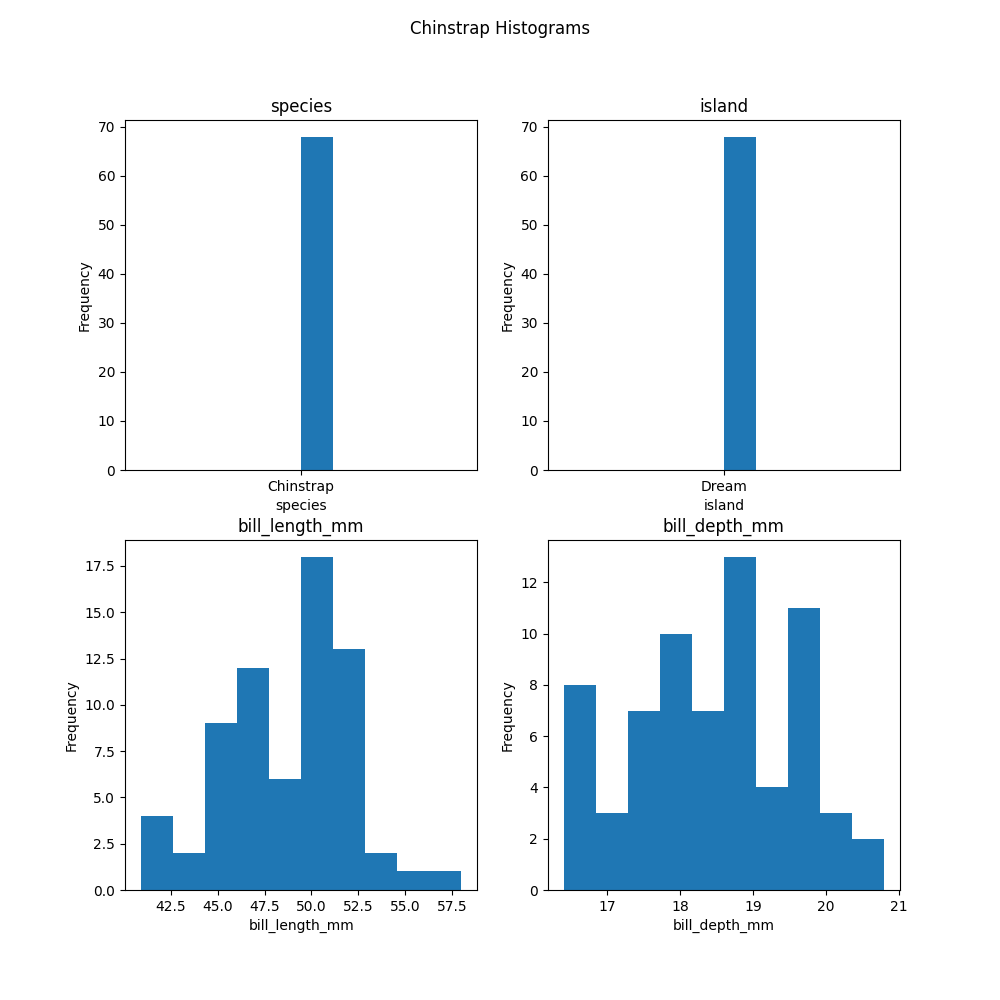 Chinstrap Histograms
species
island
70
60
50
40
30
20
10
0
Frequency
Chinstrap
species
70
60
50
40
30
20
10
0
Frequency
Dream
island
bill_length_mm
bill_depth_mm
17.5
15.0
12.5
10.0
7.5
5.0
2.5
0.0
Frequency
42.5 45.0 47.5 50.0 52.5 55.0 57.5
bill_length_mm
12
10
8
6
4
2
0
Frequency
17 18 19 20 21
bill_depth_mm